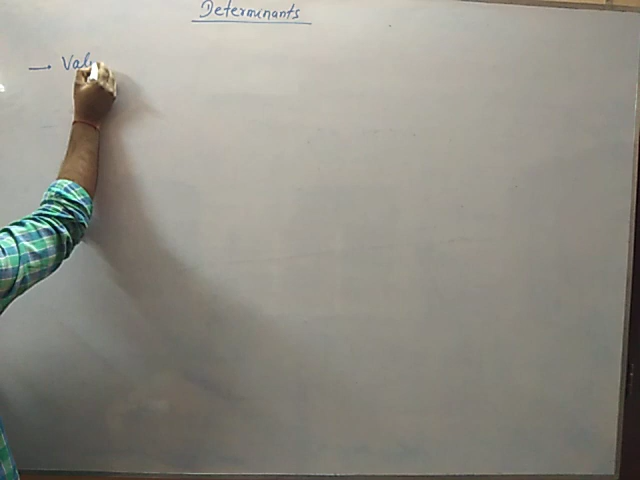 Determinants
→ Val